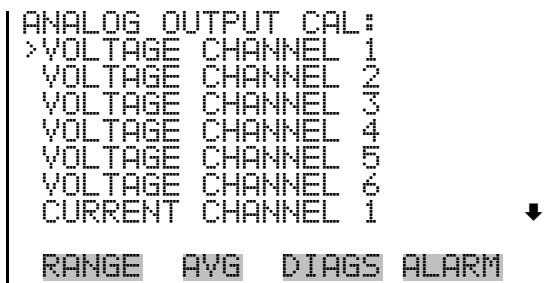 ANALOG OUTPUT CAL:
>VOLTAGE CHANNEL 1
VOLTAGE CHANNEL 2
VOLTAGE CHANNEL 3
VOLTAGE CHANNEL 4
VOLTAGE CHANNEL 5
VOLTAGE CHANNEL 6
CURRENT CHANNEL 1
RANGE AVG DIAGS ALARM